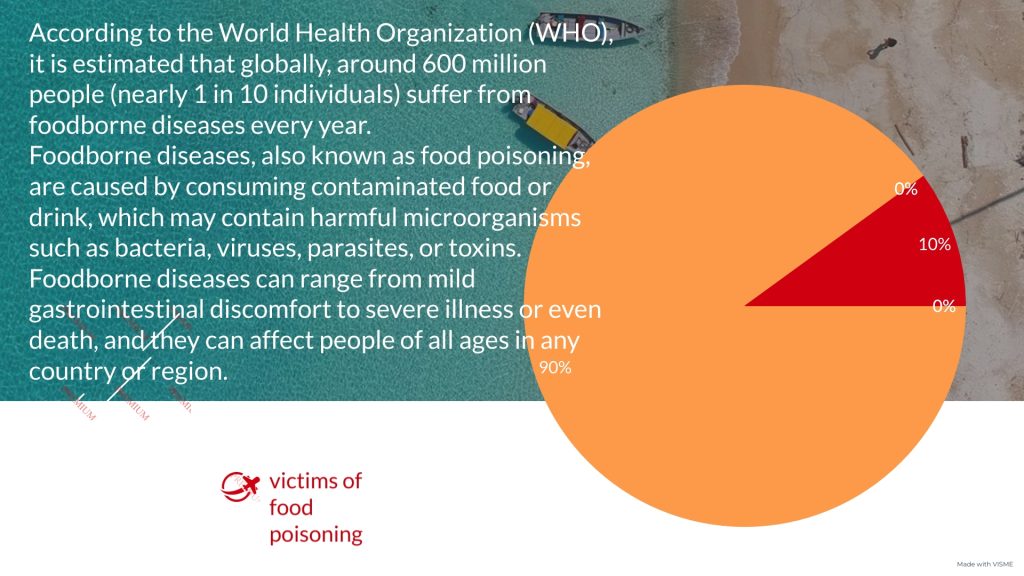 According to the World Health Organization (WHO),
it is estimated that globally, around 600 million
people (nearly 1 in 10 individuals) suffer from
foodborne diseases every year.
Foodborne diseases, also known as food poisoning,
are caused by consuming contaminated food or
drink, which may contain harmful microorganisms
such as bacteria, viruses, parasites, or toxins.
Foodborne diseases can range from mild
gastrointestinal discomfort to severe illness or even
death, and they can affect people of all ages in any
country or region.
0%
10%
0%
90%
victims of
food
poisoning
Made with VISME